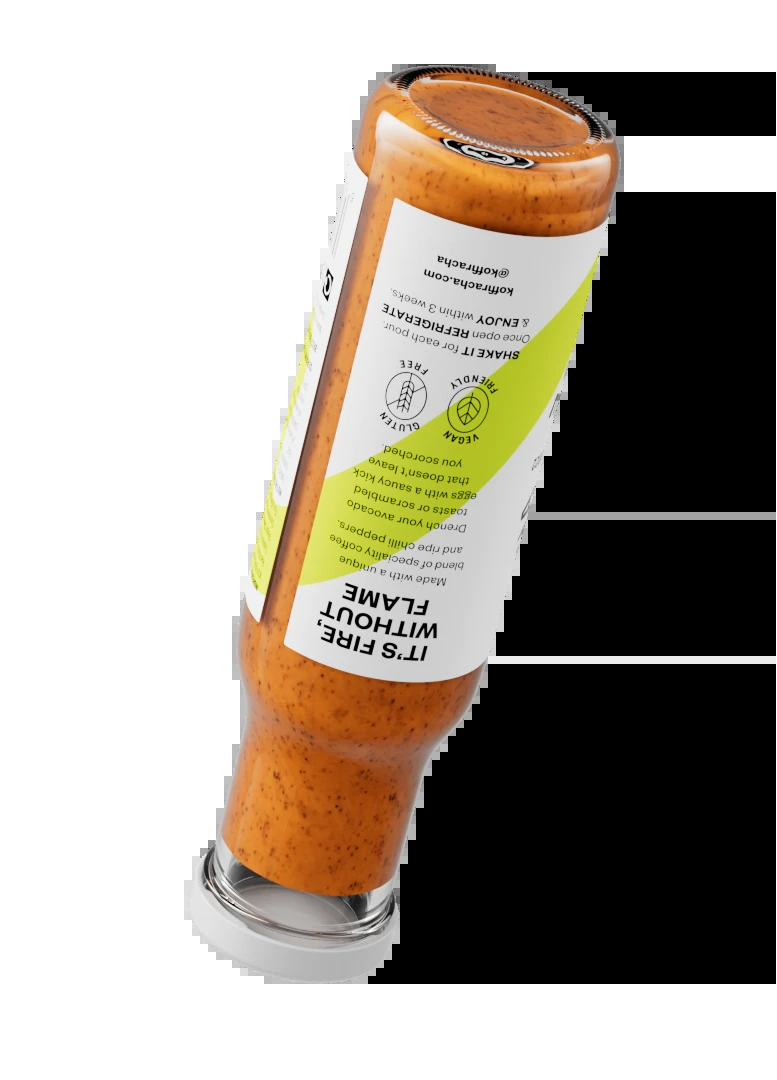 IT'S FIRE,
WITHOUT
FLAME
Made with a unique
blend of speciality coffee
and ripe chilli peppers.
Drench your avocado
toasts or scrambled
eggs with a saucy kick
that doesn't leave
you scorched.
VEGAN
FRIENDLY
GLUTEN
FREE
SHAKE IT for each pour.
Once open REFRIGERATE
& ENJOY within 3 weeks.
koffiracha.com
@koffiracha